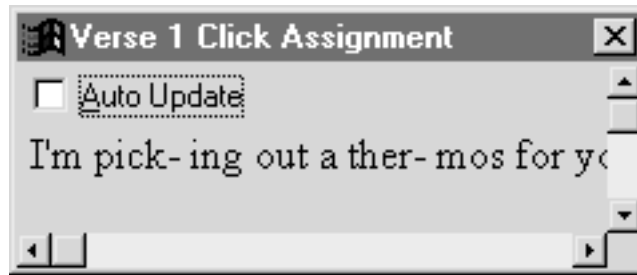 Verse 1 Click Assignment
Auto Update
I'm pick- ing out a ther- mos for yo